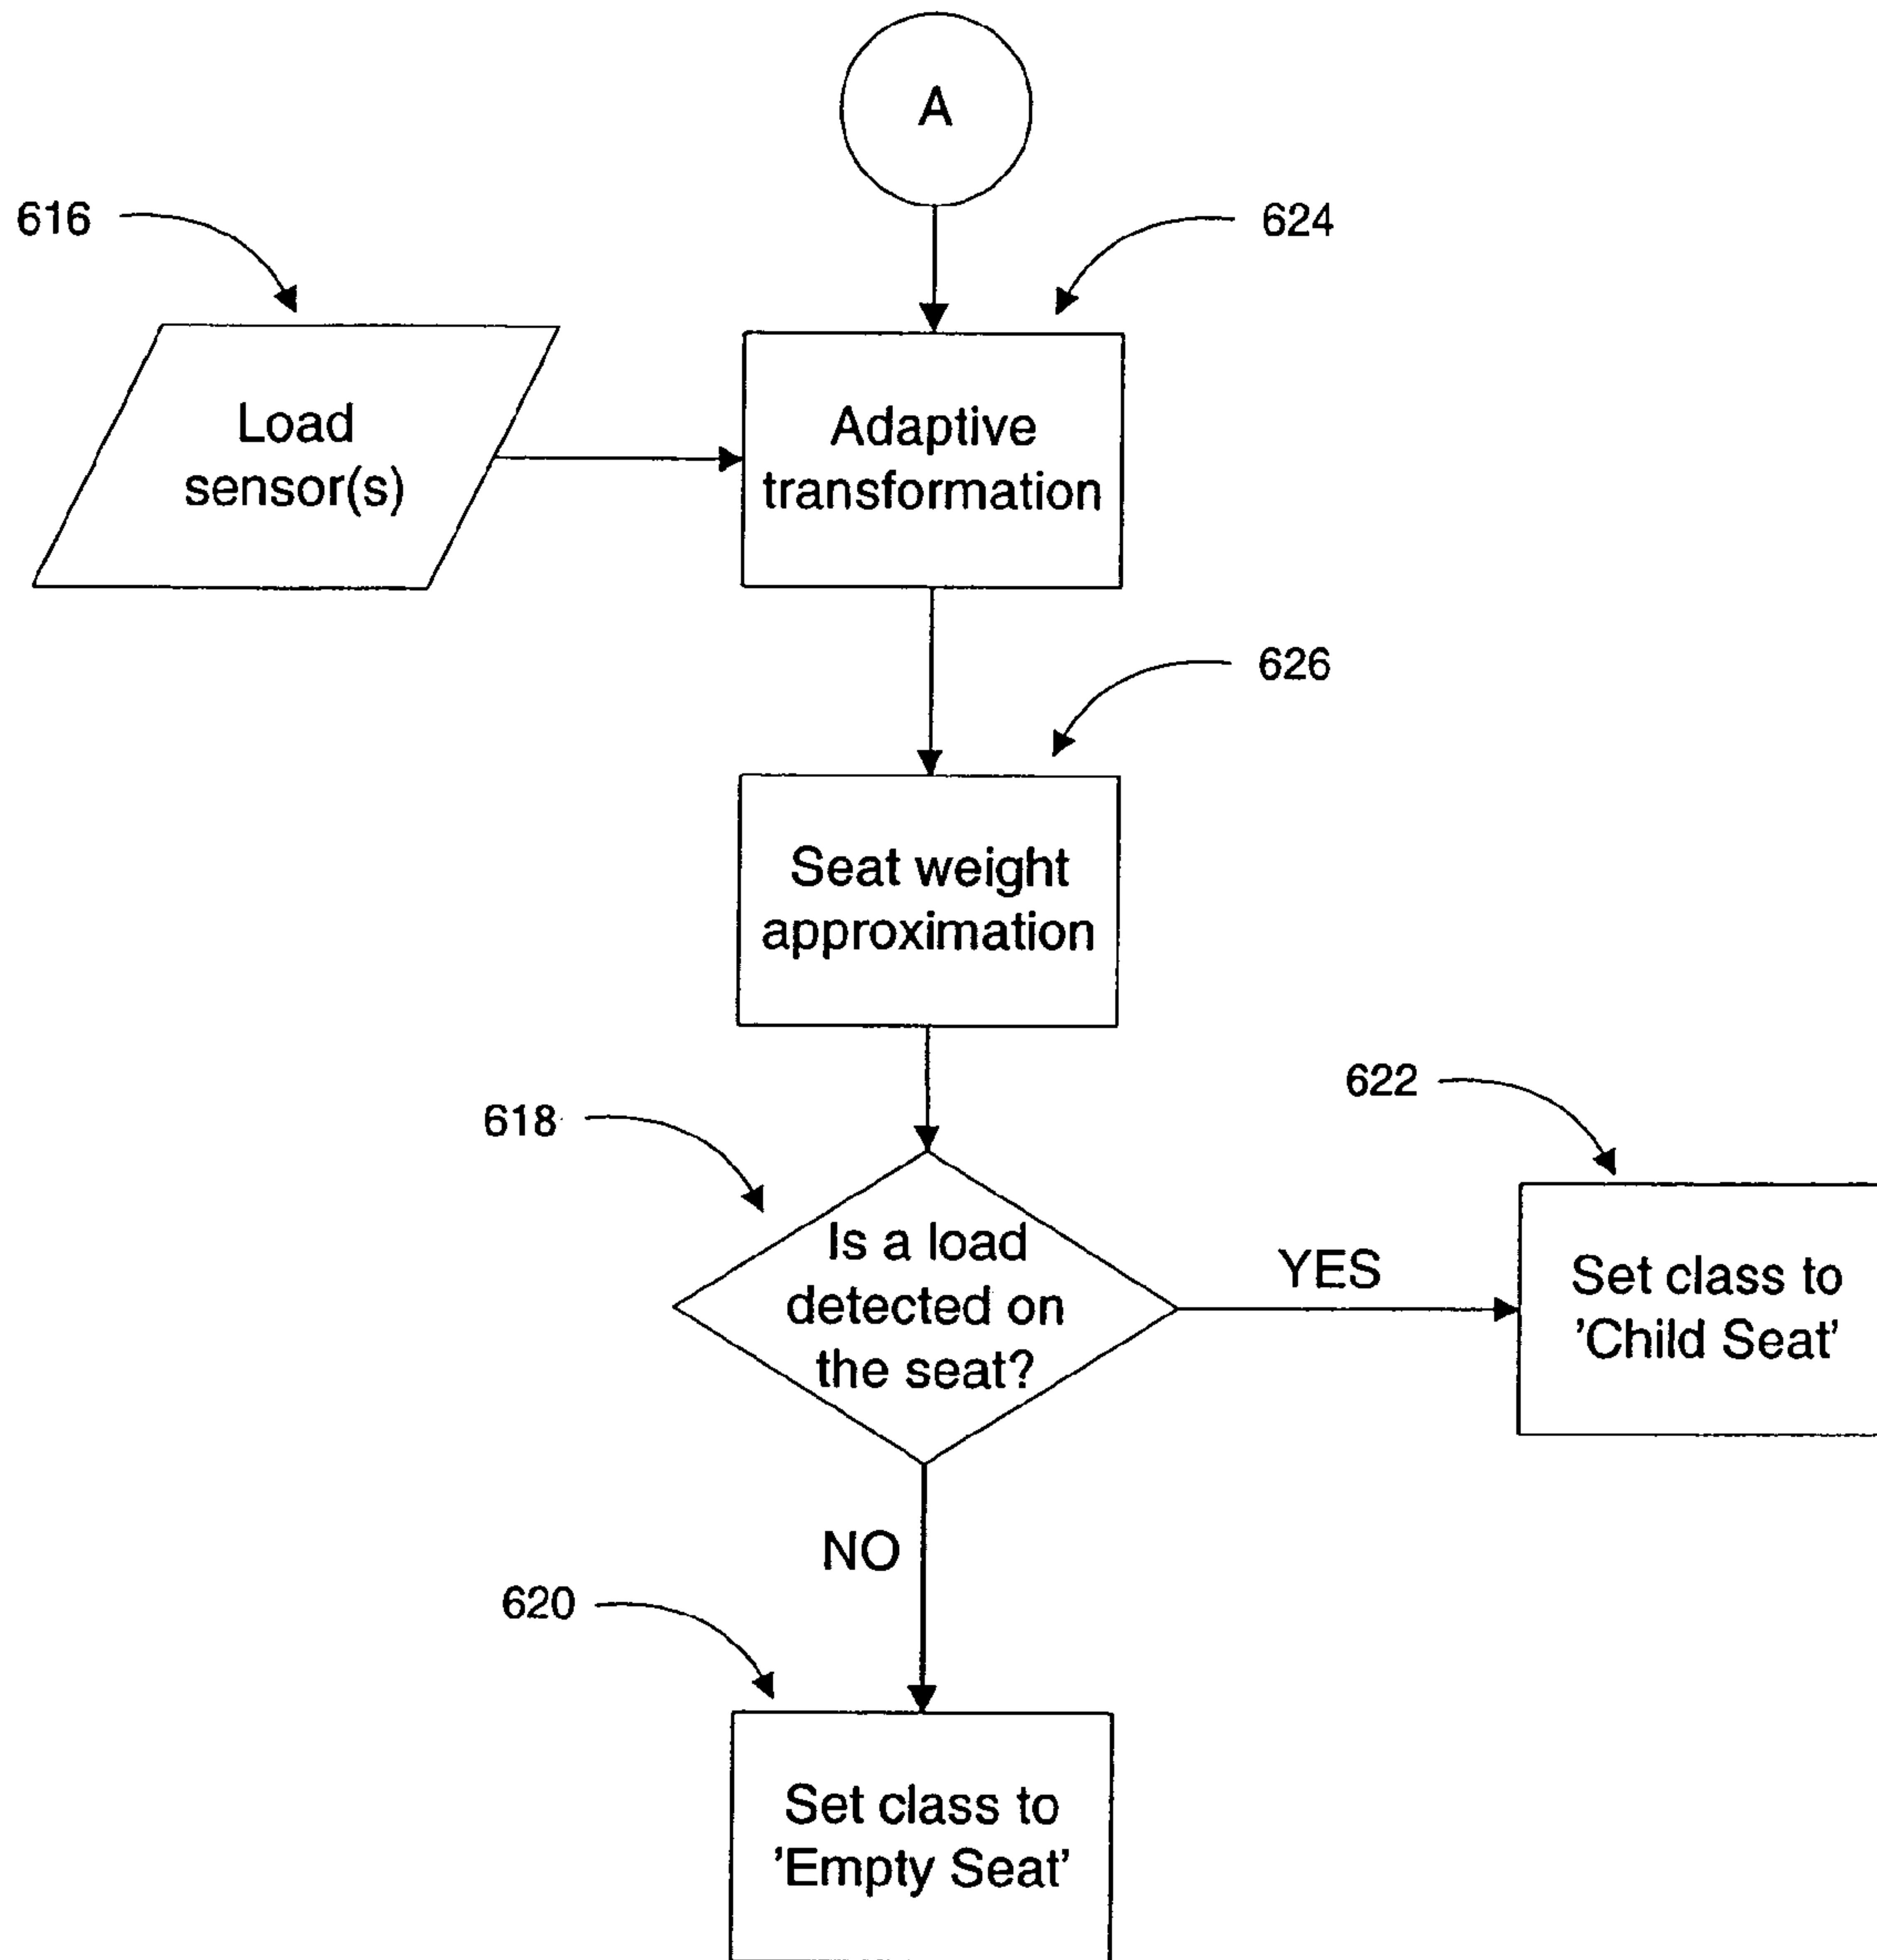 A
616
624
Load
sensor(s)
Adaptive
transformation
626
Seat weight
approximation
622
618
Is a load
detected on
the seat?
YES
Set class to
'Child Seat'
NO
620
Set class to
'Empty Seat'